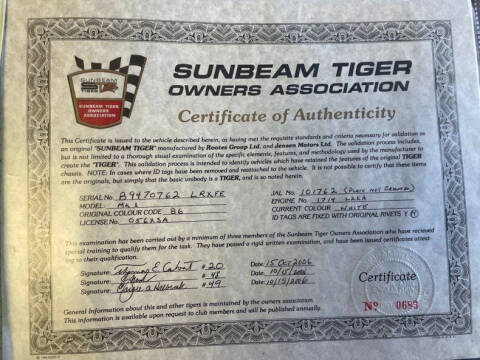 SUNBEAM
SUNBEAM TIGER
OWNERS
ASSOCIATION
SUNBEAM TIGER
OWNERS ASSOCIATION
Certificate of Authenticity
This Certificate is issued to the vehicle described herein, as having met the requisite standards and criteria necessary for validation as
an original "SUNBEAM TIGER" manufactured by Rootes Group Ltd. and Jensen Motors Ltd. The validation process includes,
but is not limited to a thorough visual examination of the specific elements, features, and methodology used by the manufacturer to
create the "TIGER". This validation process is intended to identify vehicles which have retained the features of the original TIGER
chassis. NOTE: In cases where ID tags have been removed and reattached to the vehicle. It is not possible to certify that these items
are the originals, but simply that the basic unibody is a TIGER, and is so noted herein.
SERIAL No. B9470762 LRXFE
JAL No. 101762 (PLATE NOT GENUINE)
MODEL: MK 1
ENGINE No. 1714
ORIGINAL COLOUR CODE: 86
CURRENT COLOUR WHITE
LICENSE No. 056XSA
ID TAGS ARE FIXED WITH ORIGINAL RIVETS Y N
This examination has been carried out by a minimum of three members of the Sunbeam Tiger Owners Association who have recieved
special training to qualify them for the task. They have passed a rigid written examination, and have been issued certificates attest-
ing to their qualification.
Signature: #20 Date: 15 Oct 2006
Signature: Date: 10/15/2006
Signature: #49 Date: 10/15/2006
General Information about this and other tigers is maintained by the owners association.
This information is available upon request to club members and will be published annually.
Certificate
No 0683